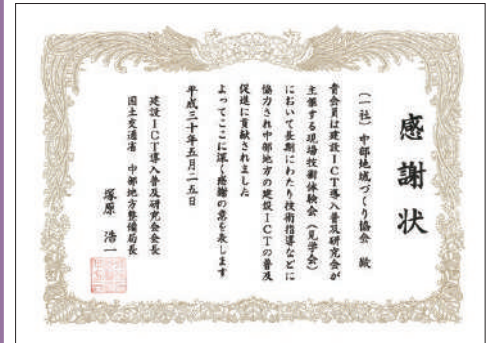 感謝状
(一社)中部地域づくり協会 殿
貴会員は建設ICT導入普及研究会が
主催する現場技術体験会(見学会)
において長期にわたり技術指導などに
協力され中部地方の建設ICTの普及
促進に貢献されました
よってここに深く感謝の意を表します
平成三十年五月二五日
建設ICT導入普及研究会会長
国土交通省 中部地方整備局長
塚原 浩一